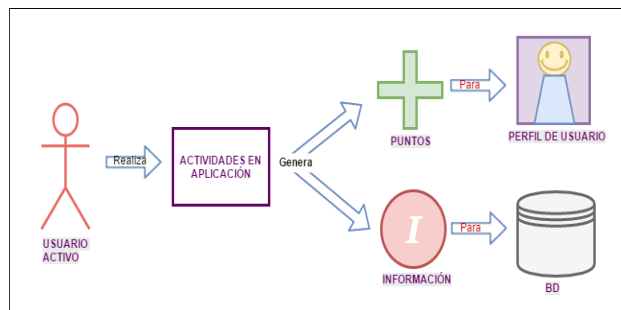 USUARIO
ACTIVO
Realiza
ACTIVIDADES EN
APLICACIÓN
Genera
PUNTOS
Para
PERFIL DE USUARIO
I
INFORMACIÓN
Para
BD